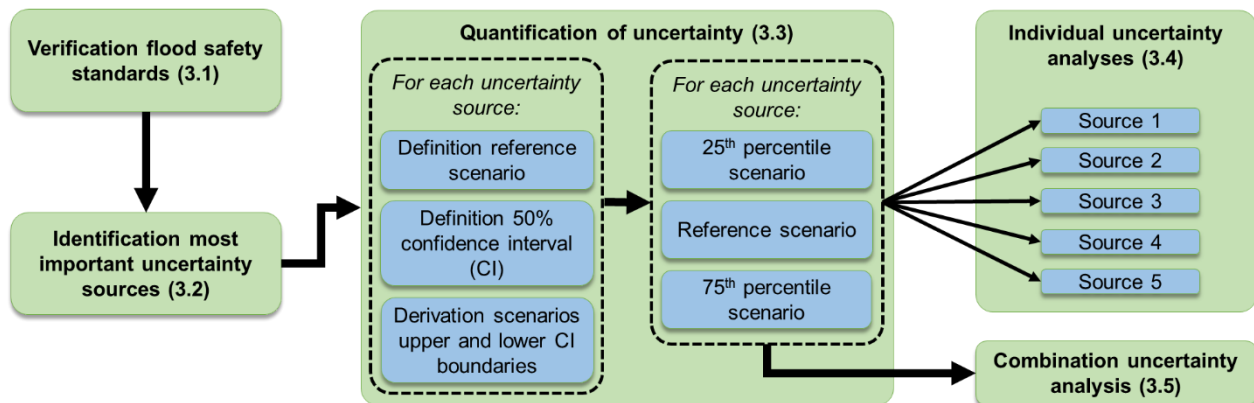 Verification flood safety
standards (3.1)
Identification most
important uncertainty
sources (3.2)
Quantification of uncertainty (3.3)
For each uncertainty
source:
Definition reference
scenario
Definition 50%
confidence interval
(CI)
Derivation scenarios
upper and lower CI
boundaries
For each uncertainty
source:
25th percentile
scenario
Reference scenario
75th percentile
scenario
Individual uncertainty
analyses (3.4)
Source 1
Source 2
Source 3
Source 4
Source 5
Combination uncertainty
analysis (3.5)